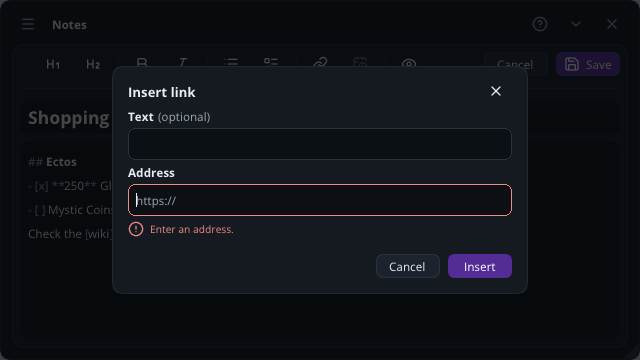 Notes
H1 H2 B I Cancel Save
Shopping
## Ectos
- [x] **250** Gl
- [ ] Mystic Coins
Check the [wiki]
Insert link
Text (optional)
Address
https://
Enter an address.
Cancel Insert